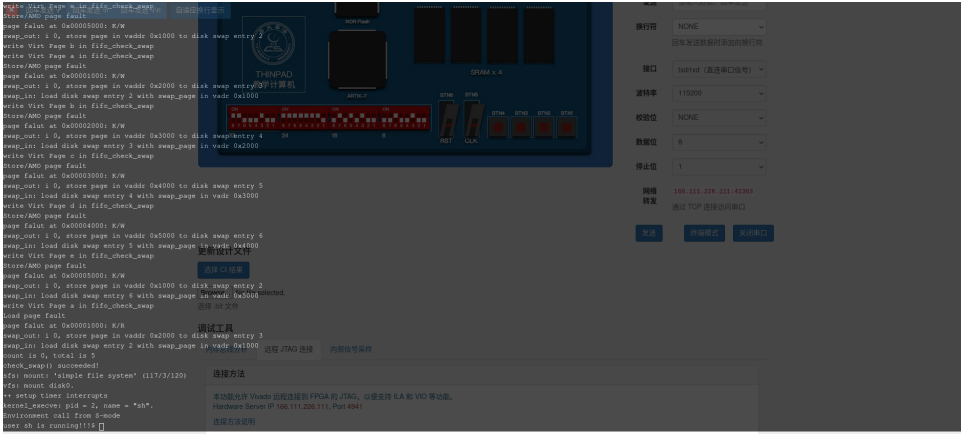 write Virt Page e in fifo_check_swap
Store/AMO page fault
page falut at 0x00005000: K/W
swap_out: i 0, store page in vaddr 0x1000 to disk swap entry 2
write Virt Page b in fifo_check_swap
write Virt Page a in fifo_check_swap
Store/AMO page fault
page falut at 0x00001000: K/W
swap_out: i 0, store page in vaddr 0x2000 to disk swap entry 3
swap_in: load disk swap entry 2 with swap_page in vadr 0x1000
write Virt Page b in fifo_check_swap
Store/AMO page fault
page falut at 0x00002000: K/W
swap_out: i 0, store page in vaddr 0x3000 to disk swap entry 4
swap_in: load disk swap entry 3 with swap_page in vadr 0x2000
write Virt Page c in fifo_check_swap
Store/AMO page fault
page falut at 0x00003000: K/W
swap_out: i 0, store page in vaddr 0x4000 to disk swap entry 5
swap_in: load disk swap entry 4 with swap_page in vadr 0x3000
write Virt Page d in fifo_check_swap
Store/AMO page fault
page falut at 0x00004000: K/W
swap_out: i 0, store page in vaddr 0x5000 to disk swap entry 6
swap_in: load disk swap entry 5 with swap_page in vadr 0x4000
write Virt Page e in fifo_check_swap
Store/AMO page fault
page falut at 0x00005000: K/W
swap_out: i 0, store page in vaddr 0x1000 to disk swap entry 2
swap_in: load disk swap entry 6 with swap_page in vadr 0x5000
write Virt Page a in fifo_check_swap
Load page fault
page falut at 0x00001000: K/R
swap_out: i 0, store page in vaddr 0x2000 to disk swap entry 3
swap_in: load disk swap entry 2 with swap_page in vadr 0x1000
count is 0, total is 5
check_swap() succeeded!
sfs: mount: 'simple file system' (117/3/120)
vfs: mount disk0.
++ setup timer interrupts
kernel_execve: pid = 2, name = "sh".
Environment call from S-mode
user sh is running!!!$
NOR Flash
THINPAD
教学计算机
ARTIX-7
SRAM x 4
ON
ON
ON
ON
BTN6
BTN5
BTN4
BTN3
BTN2
BTN1
RST
CLK
更新设计文件
选择 CI 结果
selected.
选择 .bit 文件
调试工具
远程 JTAG 连接
内部信号采样
连接方法
本功能允许 Vivado 远程连接到 FPGA 的 JTAG，以便支持 ILA 和 VIO 等功能。
Hardware Server IP 166.111.226.111, Port 4941
连接方法说明
换行符
NONE
回车发送数据时添加的换行符
接口
txd/rxd（直连串口信号）
波特率
115200
校验位
NONE
数据位
8
停止位
1
网络
转发
166.111.226.111:41303
通过 TCP 连接访问串口
发送
终端模式
关闭串口